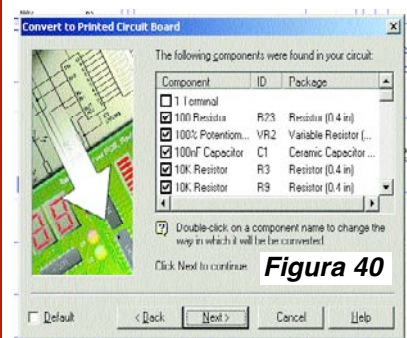 Convert to Printed Circuit Board
The following components were found in your circuit:
Component ID Package
1 Terminal
100 Resistor R23 Resistor (0.4 in)
100% Potentiom... VR2 Variable Resistor (...
100nF Capacitor C1 Ceramic Capacitor ...
10K Resistor R3 Resistor (0.4 in)
10K Resistor R9 Resistor (0.4 in)
Double-click on a component name to change the
way in which it will be be converted.
Click Next to continue.
Figura 40
Default < Back Next > Cancel Help